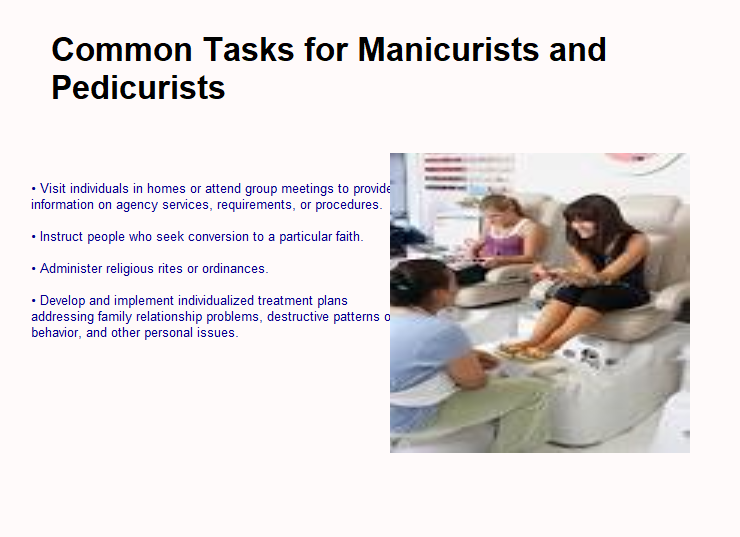 Common Tasks for Manicurists and
Pedicurists
• Visit individuals in homes or attend group meetings to provide
information on agency services, requirements, or procedures.
• Instruct people who seek conversion to a particular faith.
• Administer religious rites or ordinances.
• Develop and implement individualized treatment plans
addressing family relationship problems, destructive patterns o
behavior, and other personal issues.